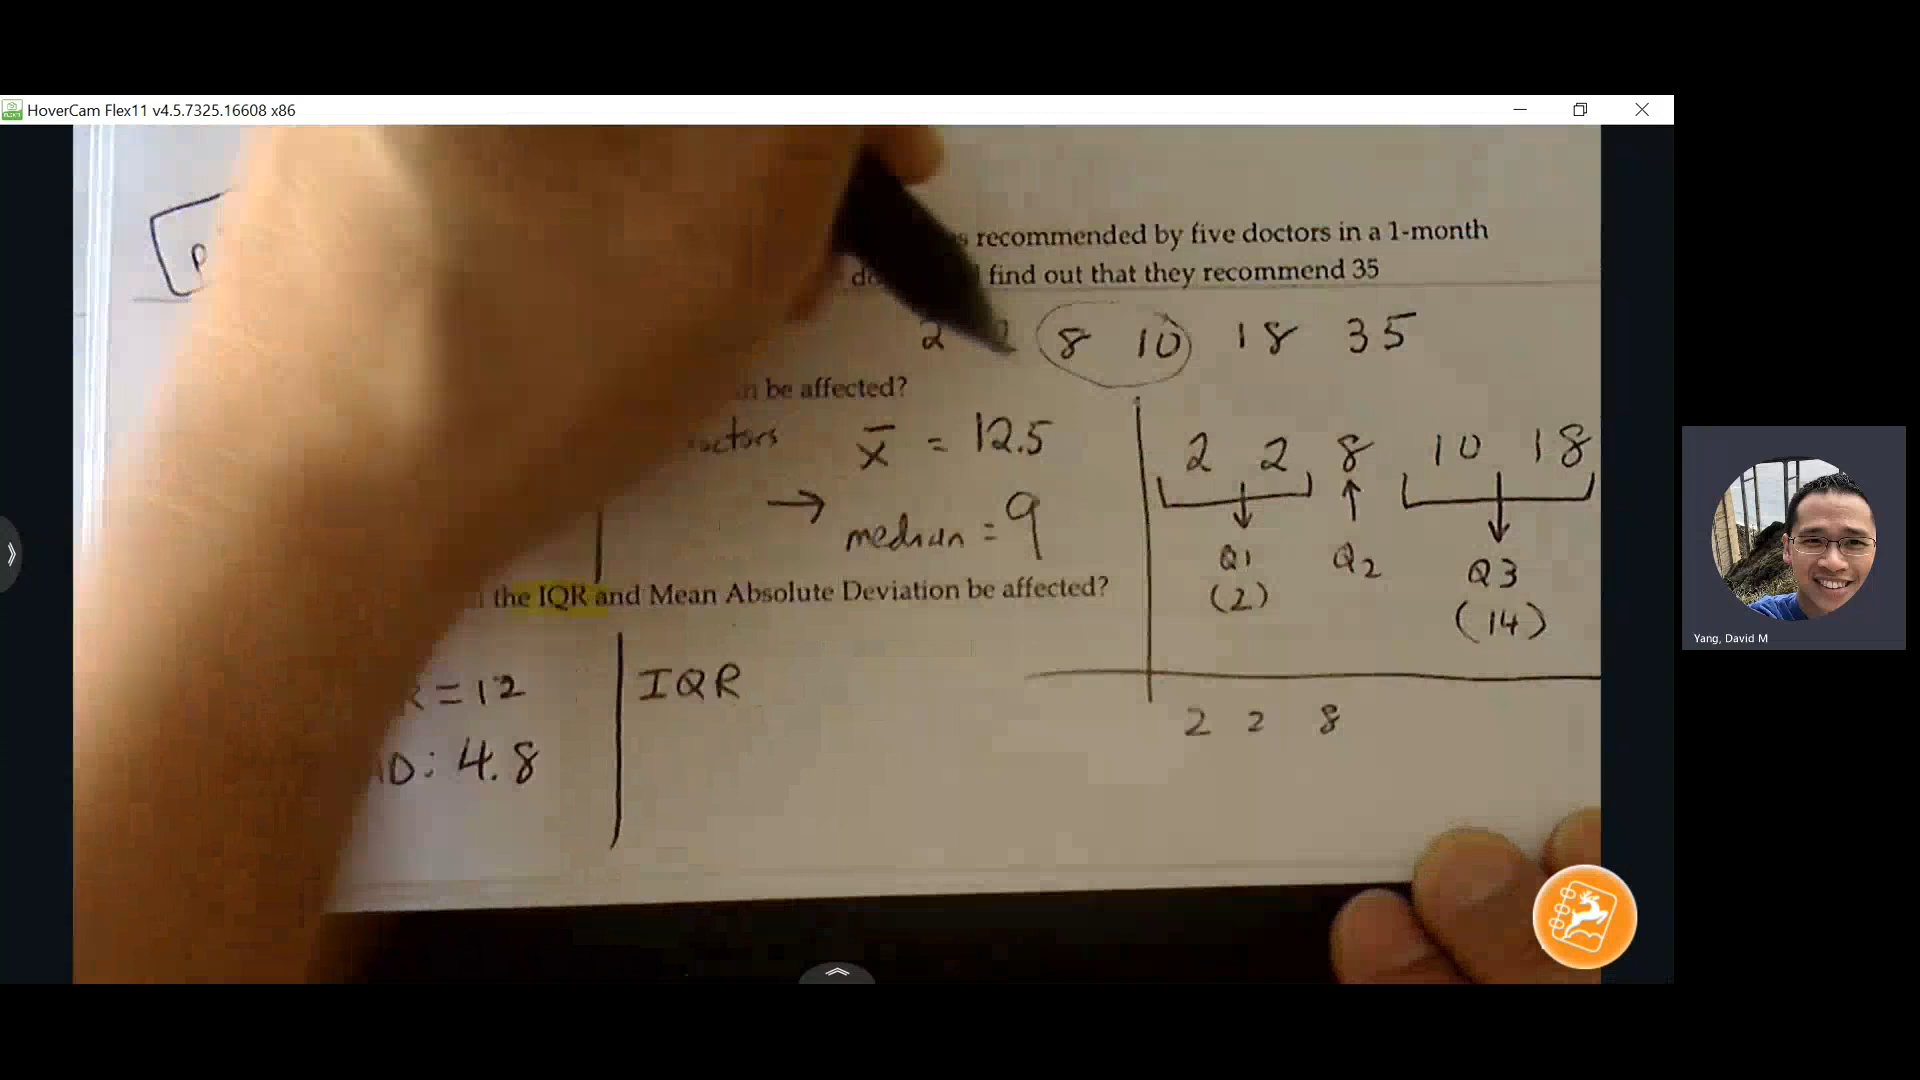 HoverCam Flex11 v4.5.7325.16608 x86
recommended by five doctors in a 1-month
find out that they recommend 35
2 2 8 10 18 35
be affected?
x̄ = 12.5
2 2 8 10 18
→ median = 9
Q1 Q2 Q3
(2) (14)
the IQR and Mean Absolute Deviation be affected?
= 12
IQR
2 2 8
D: 4.8
Yang, David M